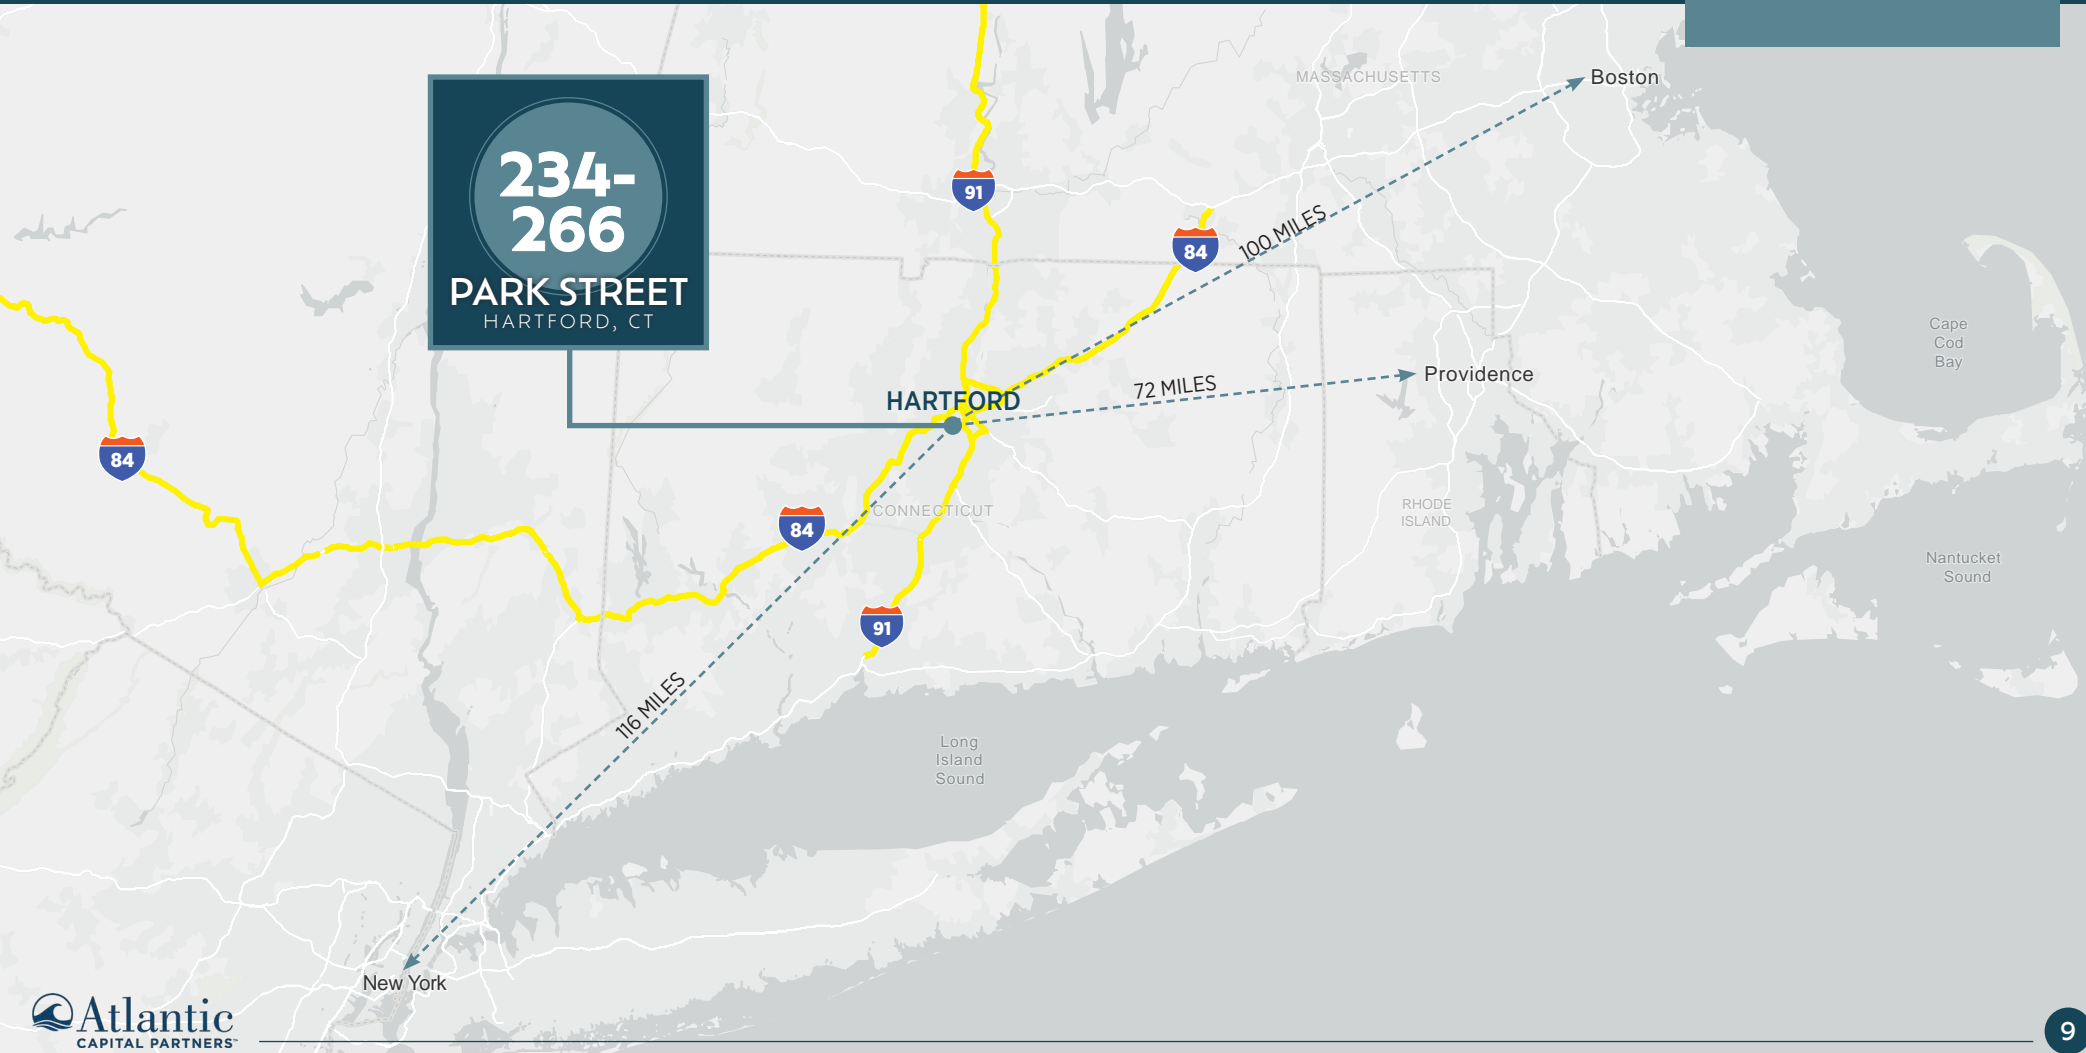 MASSACHUSETTS
Boston
234-
266
PARK STREET
HARTFORD, CT
91
84
100 MILES
Cape
Cod
Bay
72 MILES
Providence
HARTFORD
84
84
CONNECTICUT
RHODE
ISLAND
Nantucket
Sound
91
116 MILES
Long
Island
Sound
New York
Atlantic
CAPITAL PARTNERS™
9